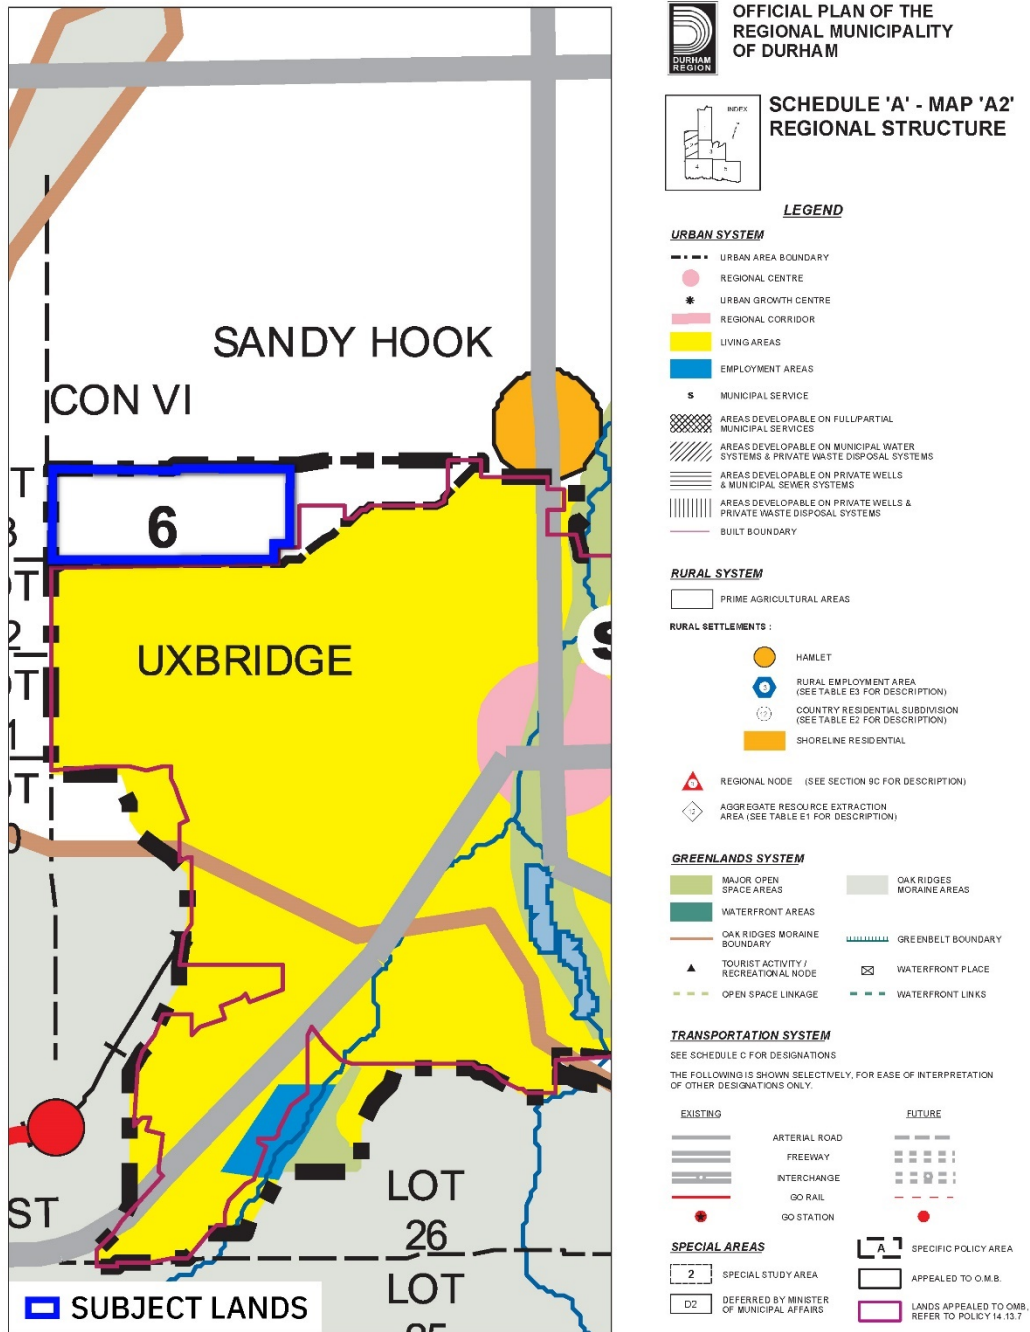 SANDY HOOK
CON VI
T
6
3
OT
2
UXBRIDGE
S
OT
1
OT
0
ST
LOT
26
LOT
SUBJECT LANDS
DURHAM
REGION
OFFICIAL PLAN OF THE
REGIONAL MUNICIPALITY
OF DURHAM
INDEX
SCHEDULE 'A' - MAP 'A2'
REGIONAL STRUCTURE
LEGEND
URBAN SYSTEM
URBAN AREA BOUNDARY
REGIONAL CENTRE
URBAN GROWTH CENTRE
REGIONAL CORRIDOR
LIVING AREAS
EMPLOYMENT AREAS
S MUNICIPAL SERVICE
AREAS DEVELOPABLE ON FULL/PARTIAL
MUNICIPAL SERVICES
AREAS DEVELOPABLE ON MUNICIPAL WATER
SYSTEMS & PRIVATE WASTE DISPOSAL SYSTEMS
AREAS DEVELOPABLE ON PRIVATE WELLS
& MUNICIPAL SEWER SYSTEMS
AREAS DEVELOPABLE ON PRIVATE WELLS &
PRIVATE WASTE DISPOSAL SYSTEMS
BUILT BOUNDARY
RURAL SYSTEM
PRIME AGRICULTURAL AREAS
RURAL SETTLEMENTS :
HAMLET
3 RURAL EMPLOYMENT AREA
(SEE TABLE E3 FOR DESCRIPTION)
12 COUNTRY RESIDENTIAL SUBDIVISION
(SEE TABLE E2 FOR DESCRIPTION)
SHORELINE RESIDENTIAL
REGIONAL NODE (SEE SECTION 9C FOR DESCRIPTION)
12 AGGREGATE RESOURCE EXTRACTION
AREA (SEE TABLE E1 FOR DESCRIPTION)
GREENLANDS SYSTEM
MAJOR OPEN
SPACE AREAS
OAK RIDGES
MORAINE AREAS
WATERFRONT AREAS
OAK RIDGES MORAINE
BOUNDARY
GREENBELT BOUNDARY
TOURIST ACTIVITY /
RECREATIONAL NODE
WATERFRONT PLACE
OPEN SPACE LINKAGE
WATERFRONT LINKS
TRANSPORTATION SYSTEM
SEE SCHEDULE C FOR DESIGNATIONS
THE FOLLOWING IS SHOWN SELECTIVELY, FOR EASE OF INTERPRETATION
OF OTHER DESIGNATIONS ONLY.
EXISTING
FUTURE
ARTERIAL ROAD
FREEWAY
INTERCHANGE
GO RAIL
GO STATION
SPECIAL AREAS
A SPECIFIC POLICY AREA
2 SPECIAL STUDY AREA
APPEALED TO O.M.B.
D2 DEFERRED BY MINISTER
OF MUNICIPAL AFFAIRS
LANDS APPEALED TO OMB,
REFER TO POLICY 14.13.7